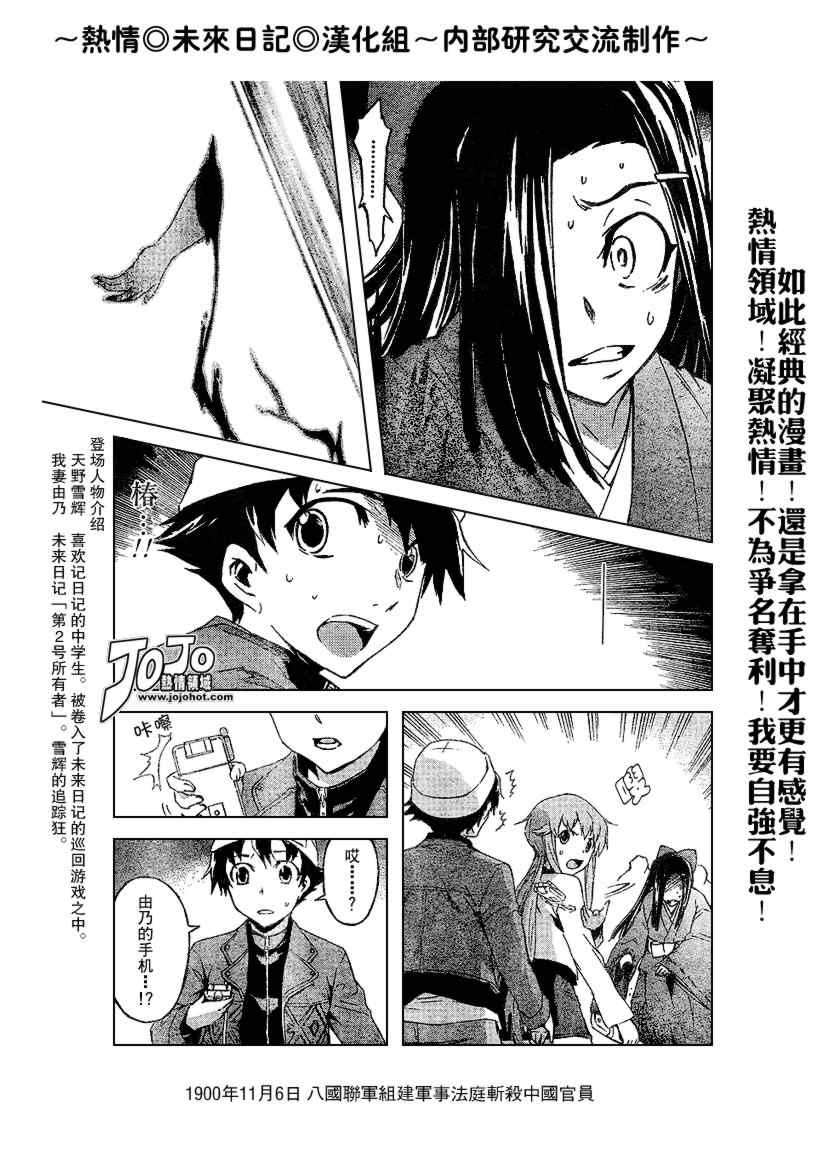 ～熱情◎未來日記◎漢化組～内部研究交流制作～
如此經典的漫畫！還是拿在手中才更有感覺！
熱情領域！凝聚熱情！不為爭名奪利！我要自強不息！
………!!
椿…!!
登场人物介绍
天野雪辉　喜欢记日记的中学生。被卷入了未来日记的巡回游戏之中。
我妻由乃　未来日记「第２号所有者」。雪辉的追踪狂。
JOJO
熱情領域
www.jojohot.com
咔嚓
哎……?
由乃的手机…!?
1900年11月6日 八國聯軍組建軍事法庭斬殺中國官員